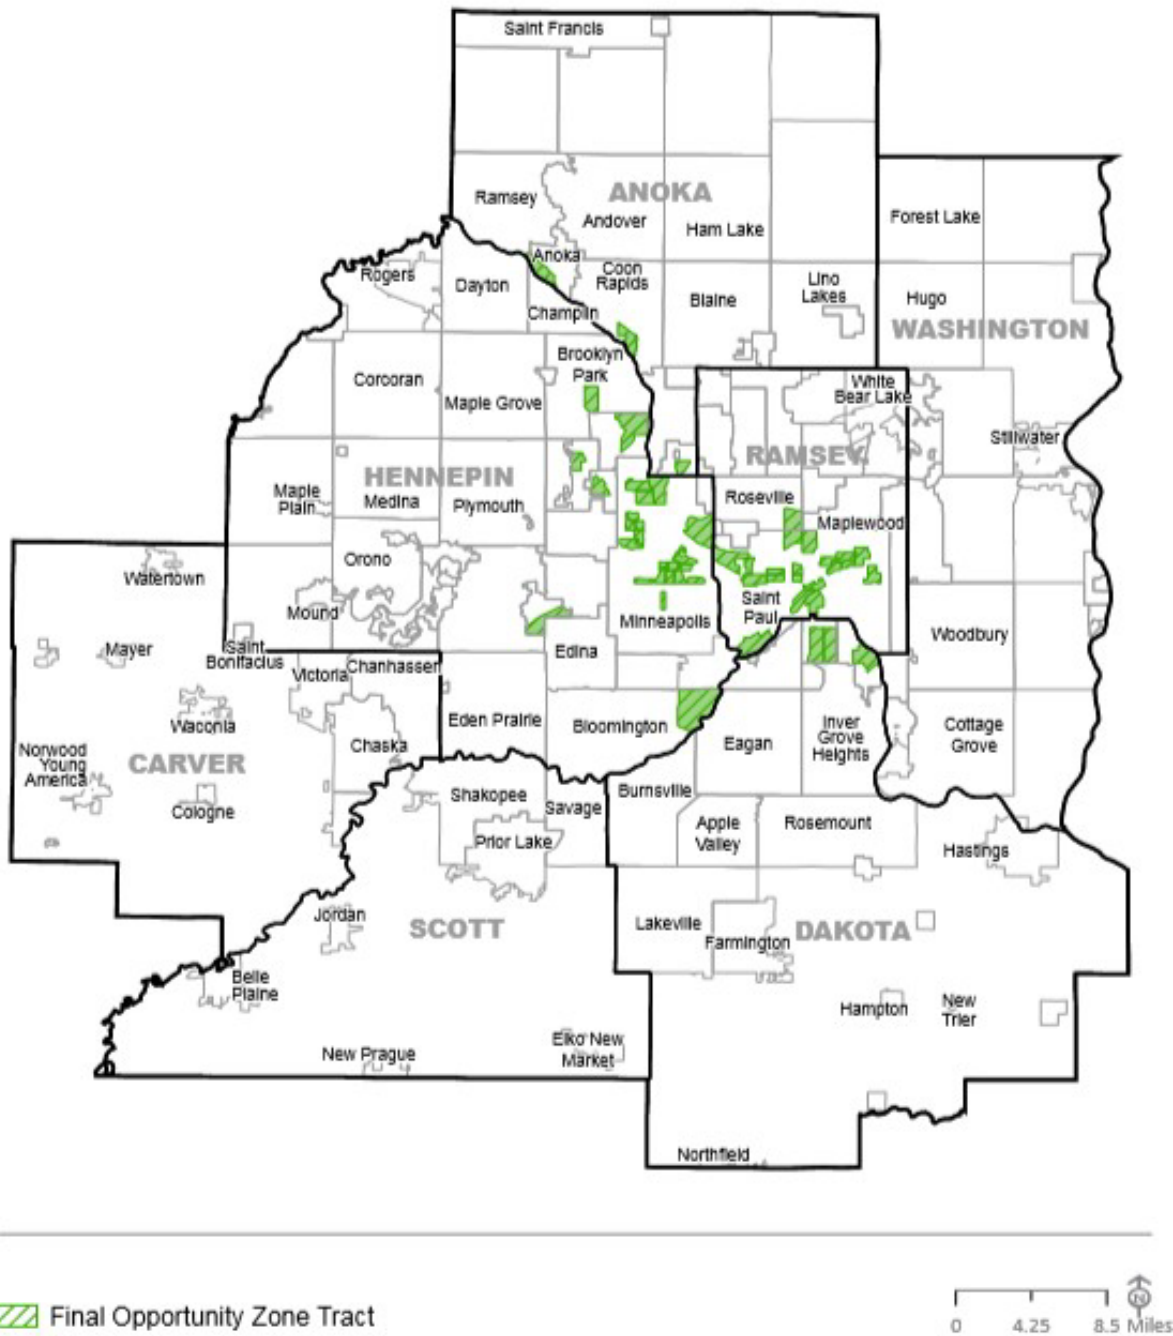 Saint Francis
Ramsey
ANOKA
Andover
Ham Lake
Forest Lake
Anoka
Rogers
Dayton
Coon
Rapids
Blaine
Lino
Lakes
Hugo
WASHINGTON
Champlin
Brooklyn
Park
Corcoran
Maple Grove
White
Bear Lake
Stillwater
HENNEPIN
RAMSEY
Maple
Plain
Medina
Plymouth
Roseville
Maplewood
Orono
Watertown
Mound
Minneapolis
Saint
Paul
Woodbury
Mayer
Saint
Bonifacius
Victoria
Chanhassen
Edina
Waconia
Eden Prairie
Bloomington
Chaska
Eagan
Inver
Grove
Heights
Cottage
Grove
Norwood
Young
America
CARVER
Cologne
Shakopee
Savage
Burnsville
Prior Lake
Apple
Valley
Rosemount
Hastings
Jordan
SCOTT
Lakeville
Farmington
DAKOTA
Belle
Plaine
Hampton
New
Trier
New Prague
Elko New
Market
Northfield
Final Opportunity Zone Tract
N
0 4.25 8.5 Miles